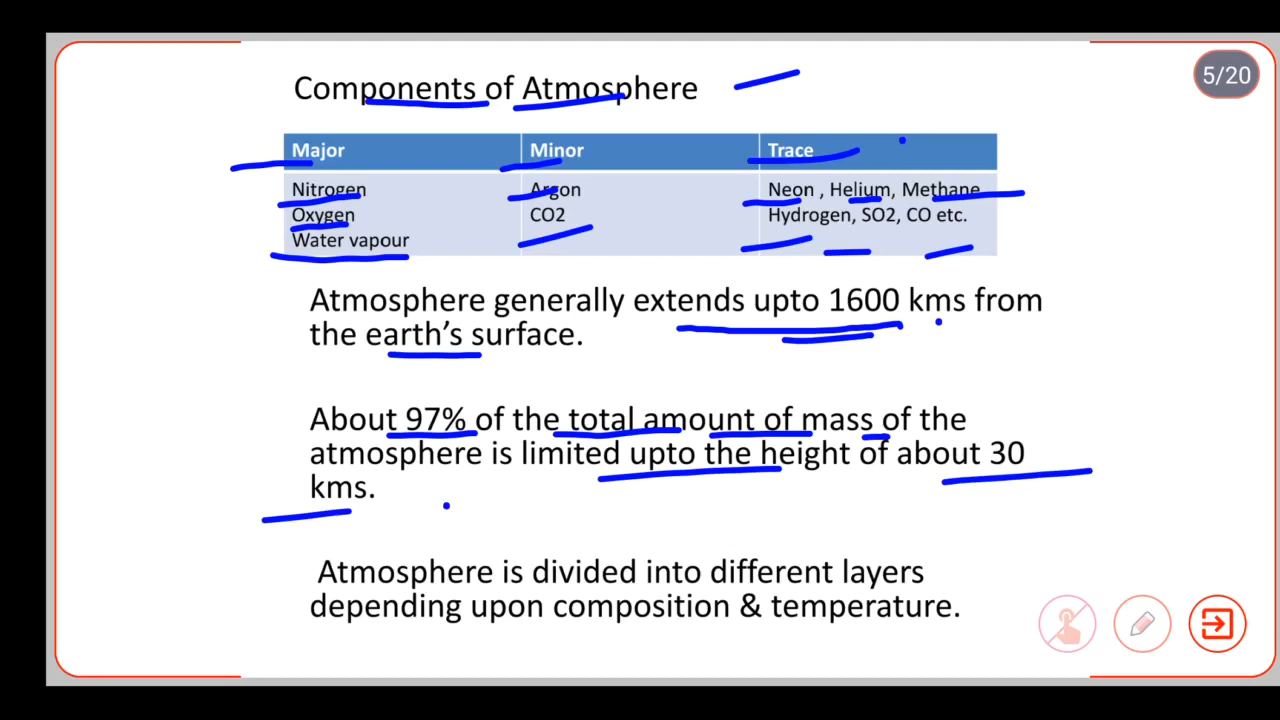 Components of Atmosphere
5/20
Major Minor Trace
Nitrogen Argon Neon , Helium, Methane
Oxygen CO2 Hydrogen, SO2, CO etc.
Water vapour
Atmosphere generally extends upto 1600 kms from
the earth’s surface.
About 97% of the total amount of mass of the
atmosphere is limited upto the height of about 30
kms.
Atmosphere is divided into different layers
depending upon composition & temperature.